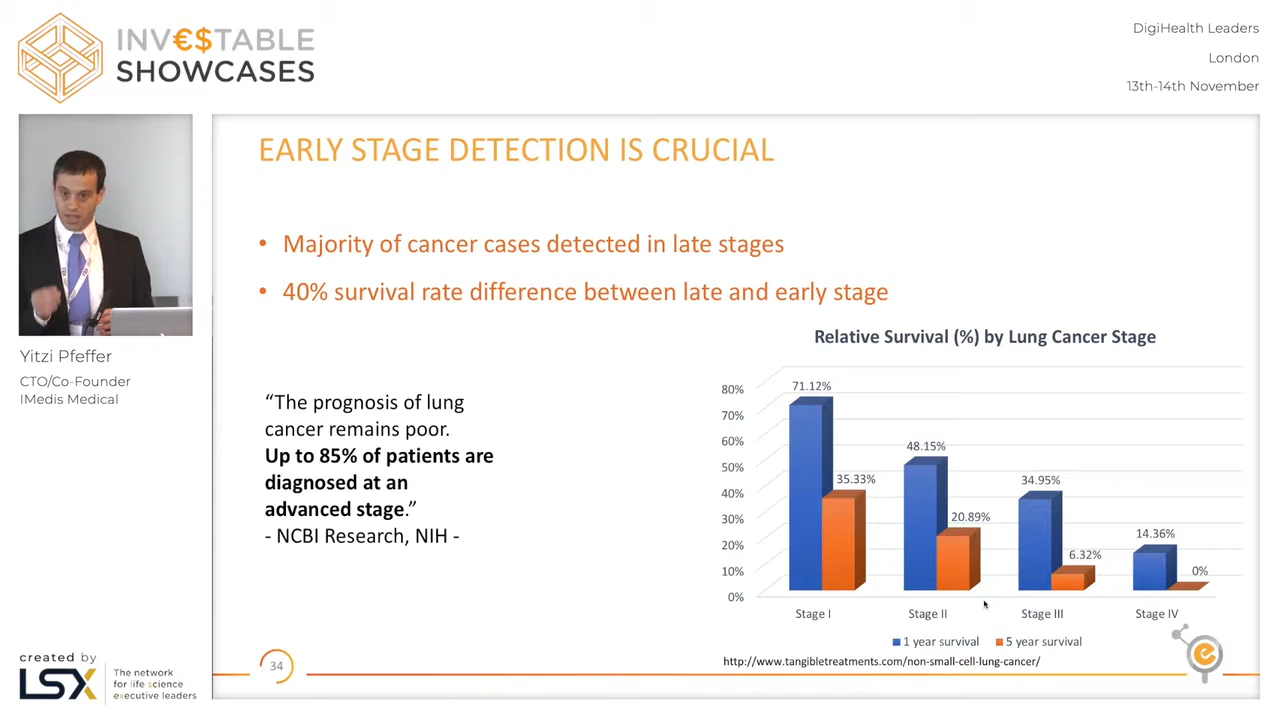 INV€$TABLE
SHOWCASES
DigiHealth Leaders
London
13th-14th November
Yitzi Pfeffer
CTO/Co-Founder
IMedis Medical
EARLY STAGE DETECTION IS CRUCIAL
• Majority of cancer cases detected in late stages
• 40% survival rate difference between late and early stage
“The prognosis of lung
cancer remains poor.
Up to 85% of patients are
diagnosed at an
advanced stage.”
- NCBI Research, NIH -
Relative Survival (%) by Lung Cancer Stage
80%
70%
60%
50%
40%
30%
20%
10%
0%
71.12%
35.33%
48.15%
20.89%
34.95%
6.32%
14.36%
0%
Stage I
Stage II
Stage III
Stage IV
1 year survival
5 year survival
http://www.tangibletreatments.com/non-small-cell-lung-cancer/
34
e
created by
LSX
The network
for life science
executive leaders